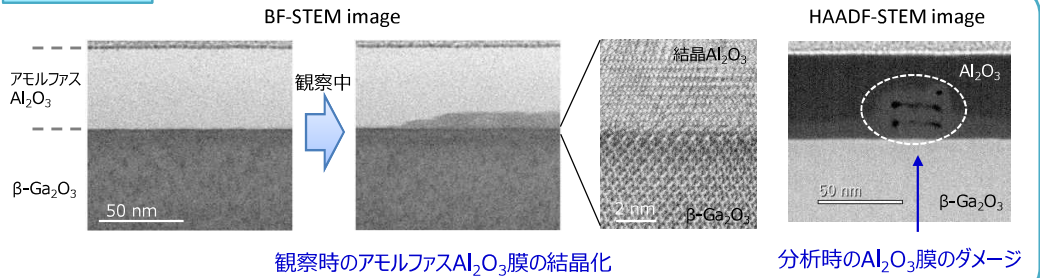 BF-STEM image
HAADF-STEM image
アモルファス
Al₂O₃
β-Ga₂O₃
50 nm
観察中
結晶Al₂O₃
2 nm
β-Ga₂O₃
Al₂O₃
50 nm
β-Ga₂O₃
観察時のアモルファスAl₂O₃膜の結晶化
分析時のAl₂O₃膜のダメージ